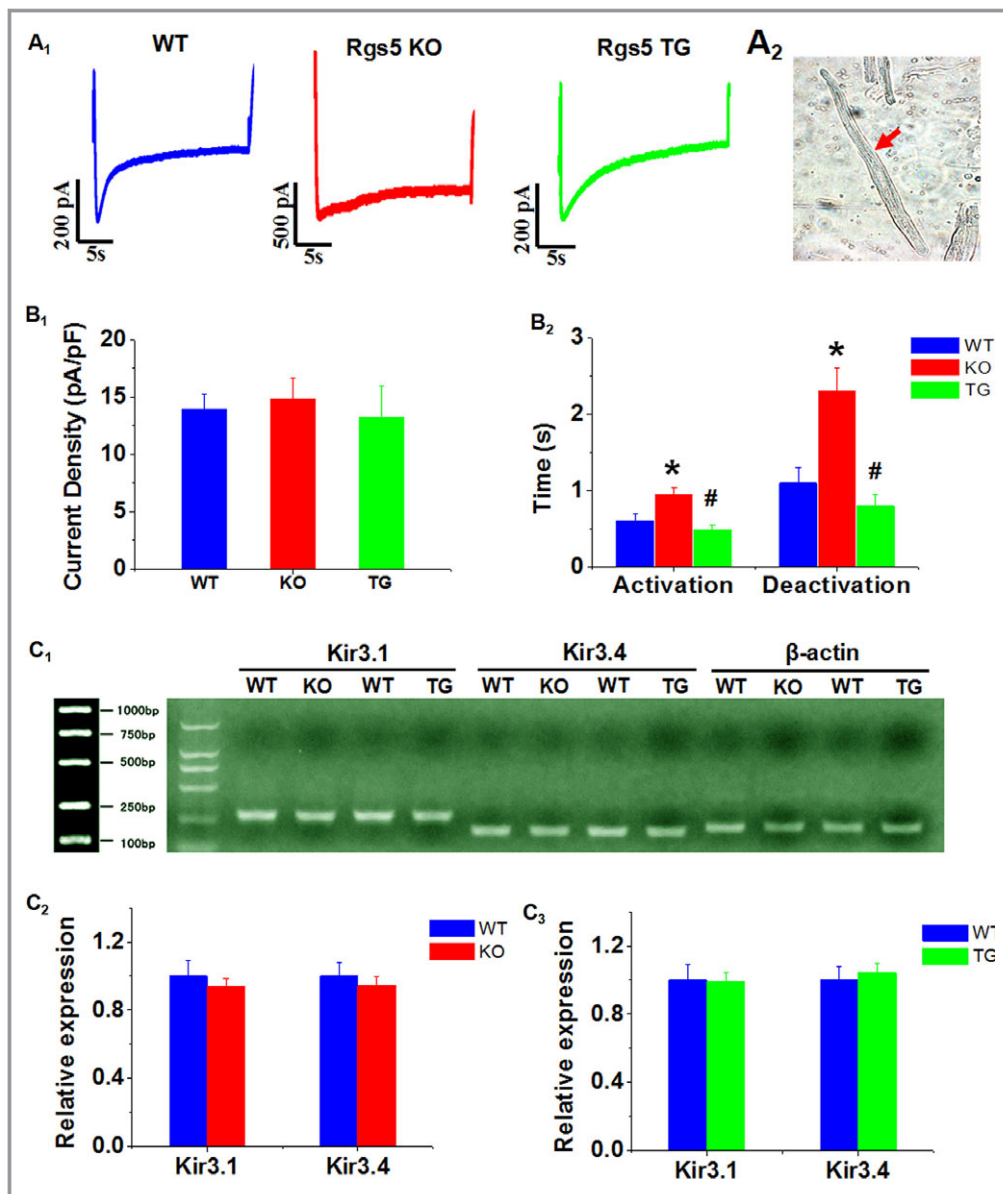 A1 WT Rgs5 KO Rgs5 TG A2
200 pA
5s
500 pA
5s
200 pA
5s
B1
Current Density (pA/pF)
20
15
10
5
0
WT KO TG
B2
Time (s)
3
2
1
0
* # * #
Activation Deactivation
WT
KO
TG
C1
Kir3.1 Kir3.4 β-actin
WT KO WT TG WT KO WT TG WT KO WT TG
1000bp
750bp
500bp
250bp
100bp
C2
Relative expression
1.2
0.8
0.4
0.0
Kir3.1 Kir3.4
WT
KO
C3
Relative expression
1.2
0.8
0.4
0.0
Kir3.1 Kir3.4
WT
TG